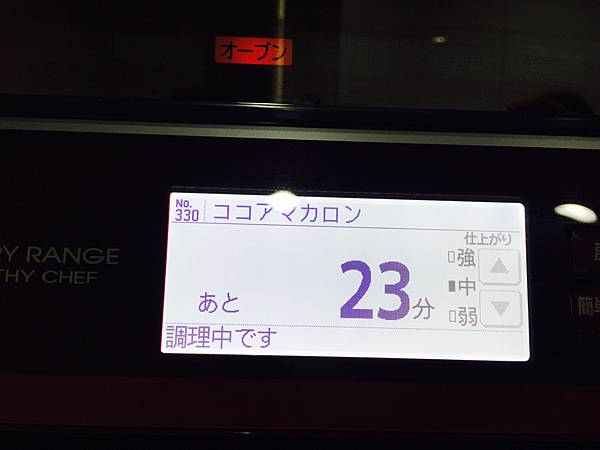 オーブン
No. 330 ココアマカロン
仕上がり
強
中
弱
あと 23分
調理中です
RANGE
THY CHEF
簡単